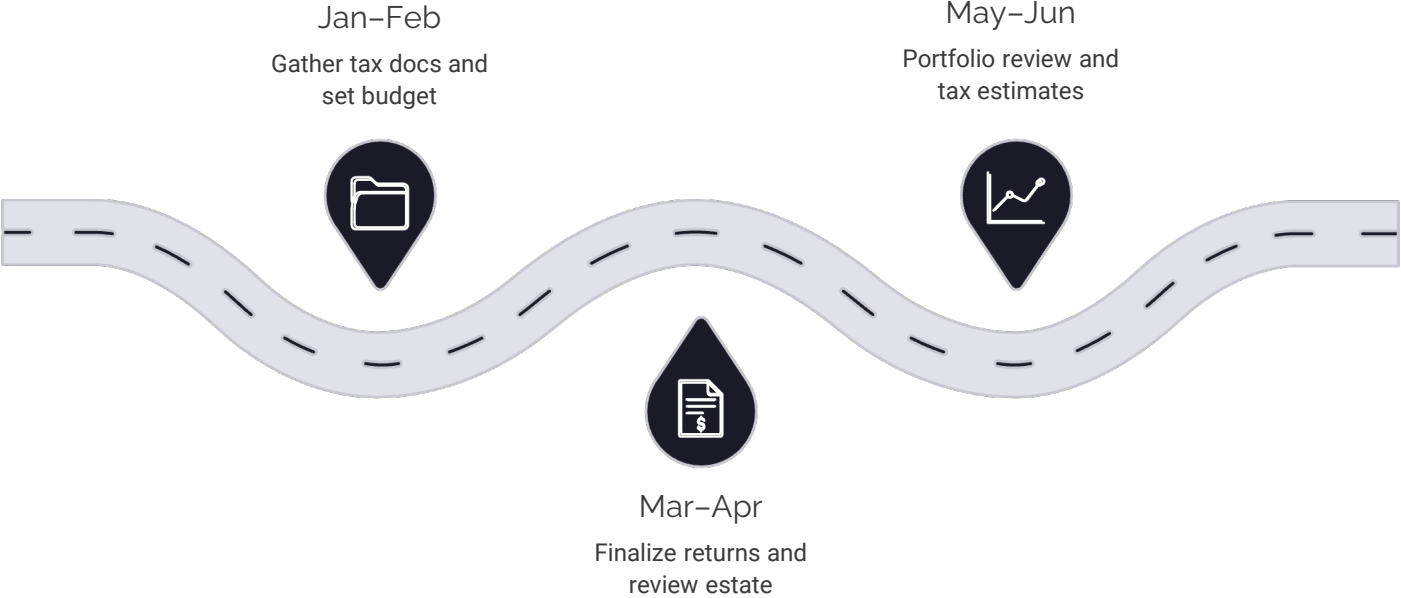 Jan–Feb
Gather tax docs and
set budget
May–Jun
Portfolio review and
tax estimates
$
Mar–Apr
Finalize returns and
review estate